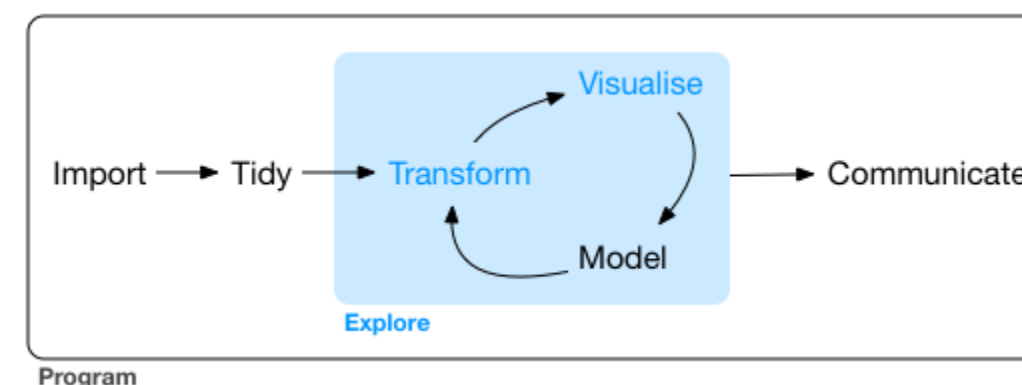 Visualise
Import Tidy Transform Communicate
Model
Explore
Program